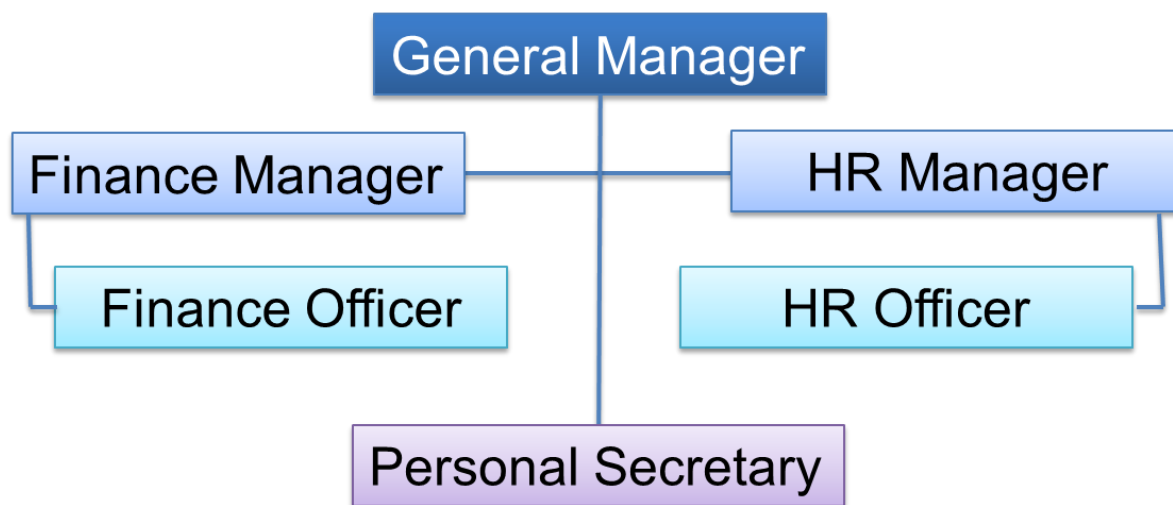 General Manager
Finance Manager
HR Manager
Finance Officer
HR Officer
Personal Secretary